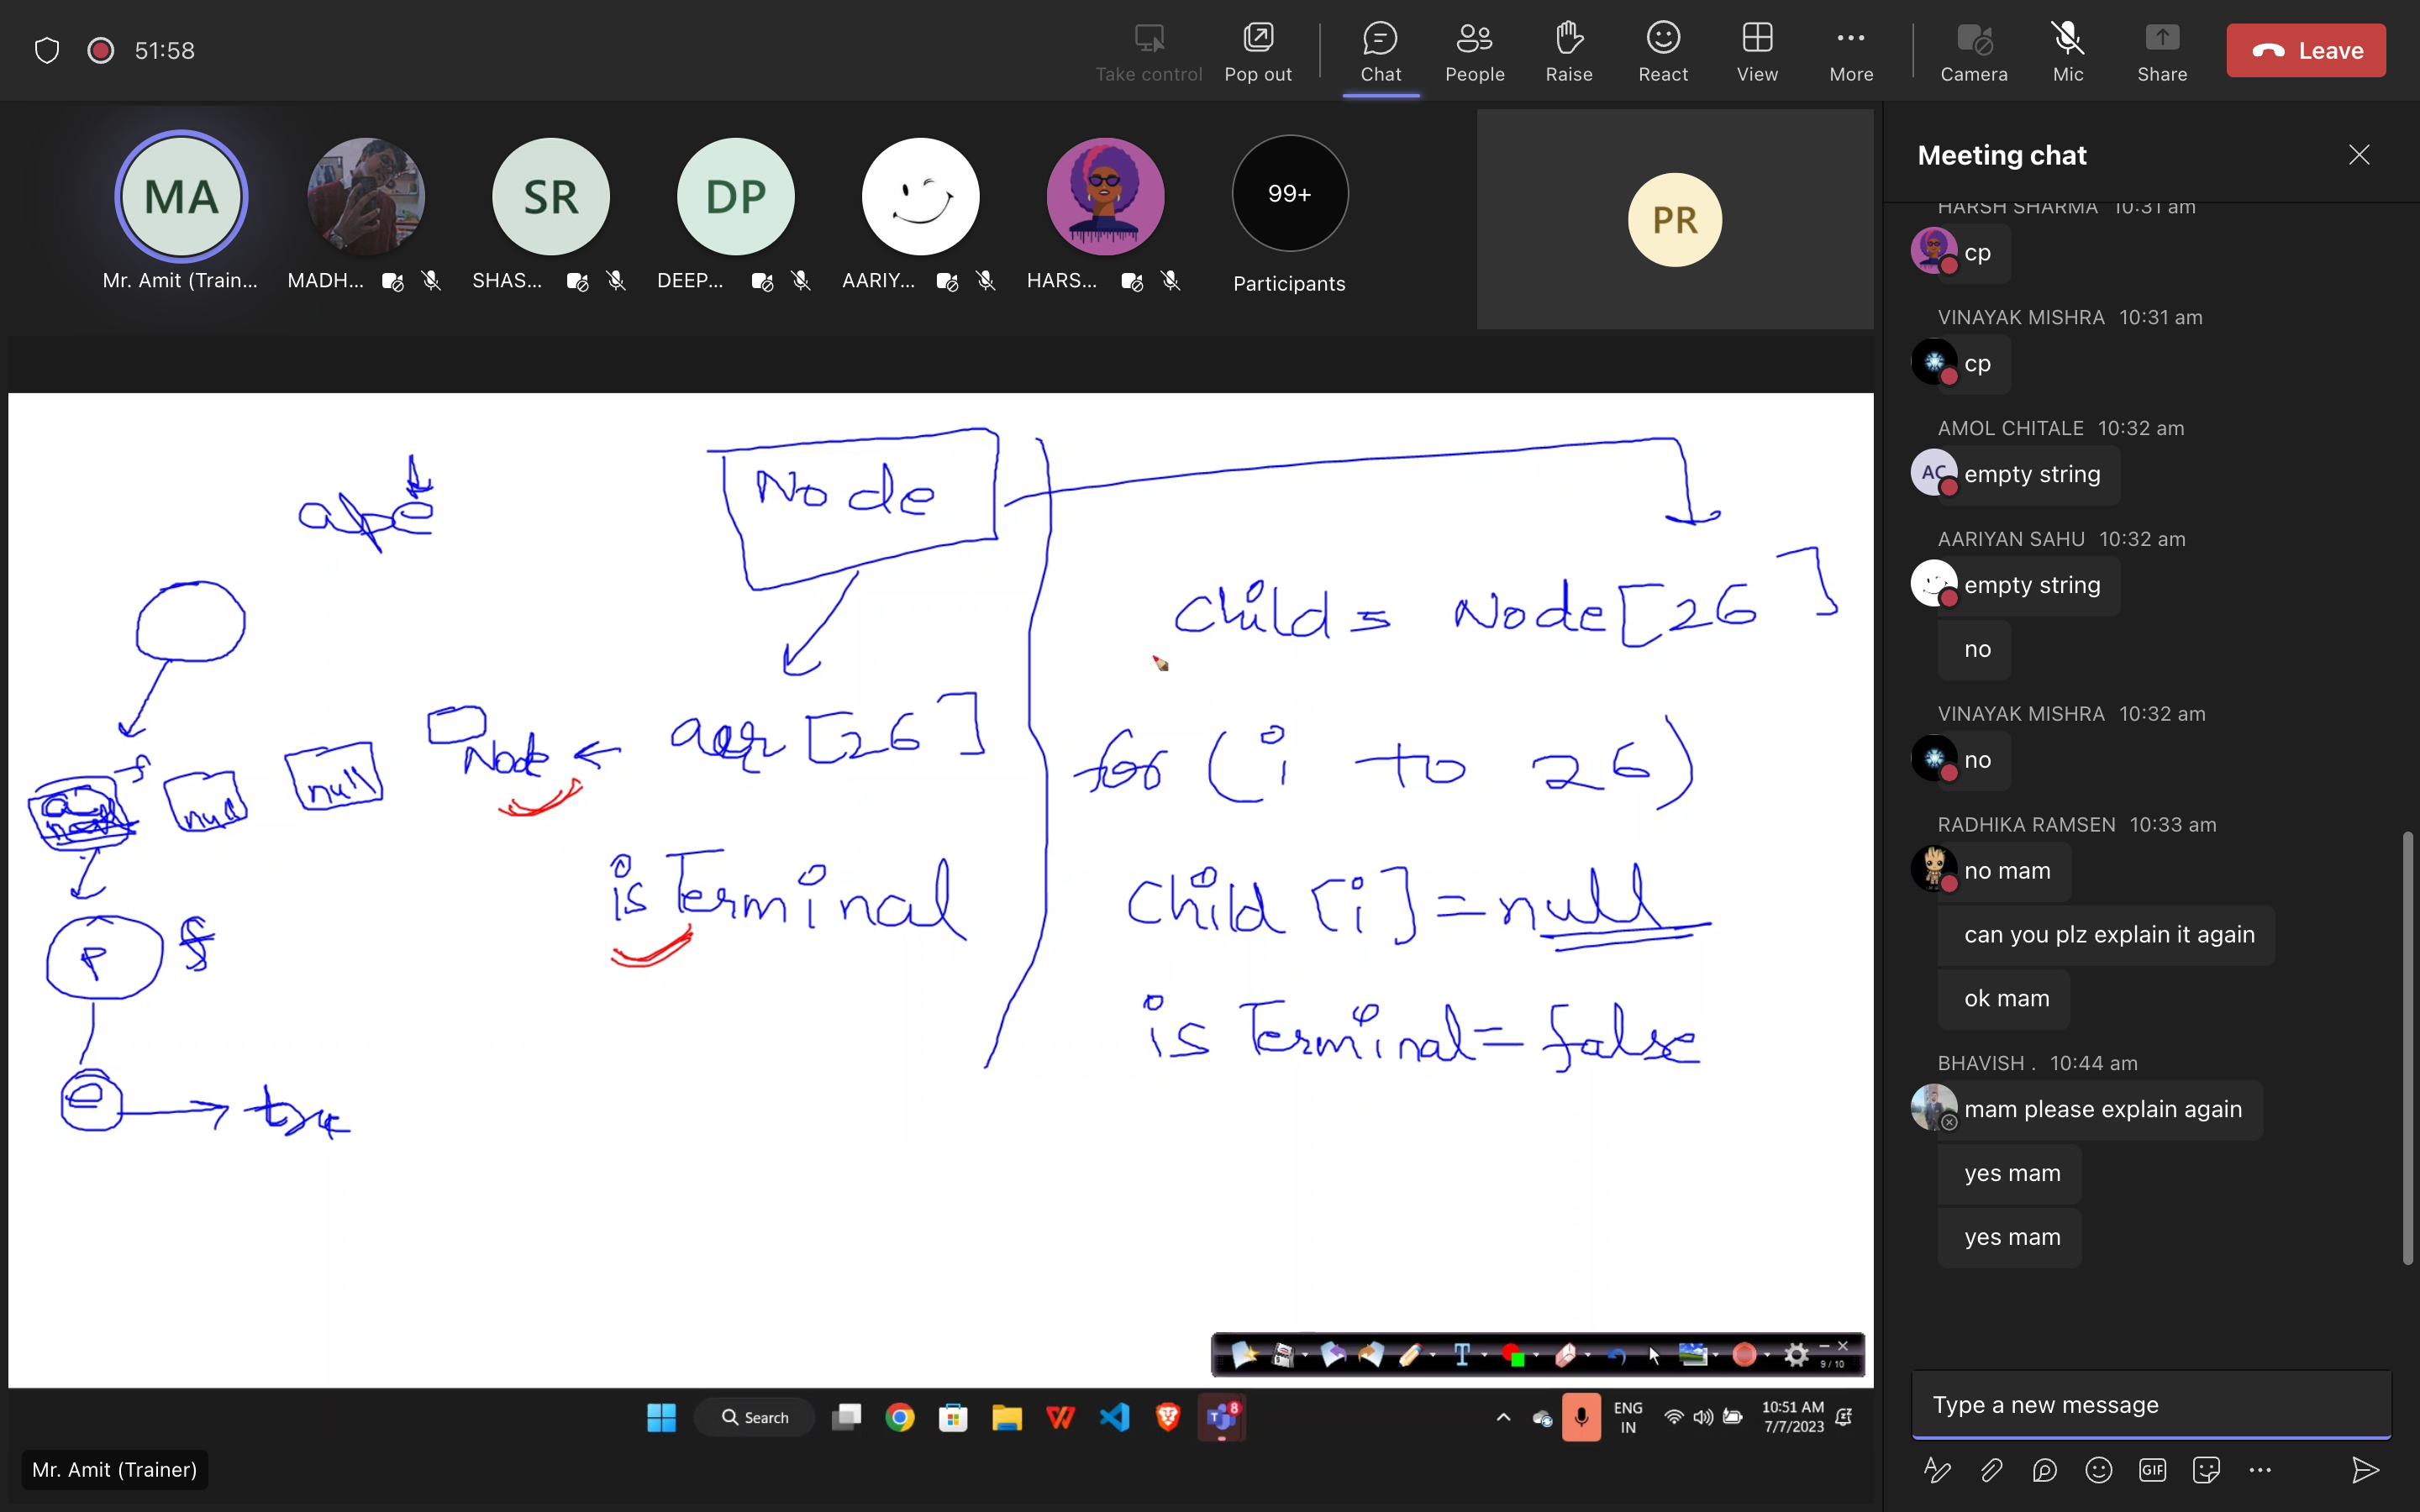 51:58
Take control
Pop out
Chat
People
Raise
React
View
More
Camera
Mic
Share
Leave
MA
SR
DP
99+
PR
Mr. Amit (Train...
MADH...
SHAS...
DEEP...
AARIY...
HARS...
Participants
ape
Node
child = Node[26]
Node ← arr [26]
null
null
for (i to 26)
isTerminal
child [i] = null
P
f
is Terminal = false
e
Search
ENG
IN
10:51 AM
7/7/2023
9 / 10
8
Mr. Amit (Trainer)
Meeting chat
HARSH SHARMA 10:31 am
cp
VINAYAK MISHRA 10:31 am
cp
AMOL CHITALE 10:32 am
AC
empty string
AARIYAN SAHU 10:32 am
empty string
no
VINAYAK MISHRA 10:32 am
no
RADHIKA RAMSEN 10:33 am
no mam
can you plz explain it again
ok mam
BHAVISH . 10:44 am
mam please explain again
yes mam
yes mam
Type a new message
GIF